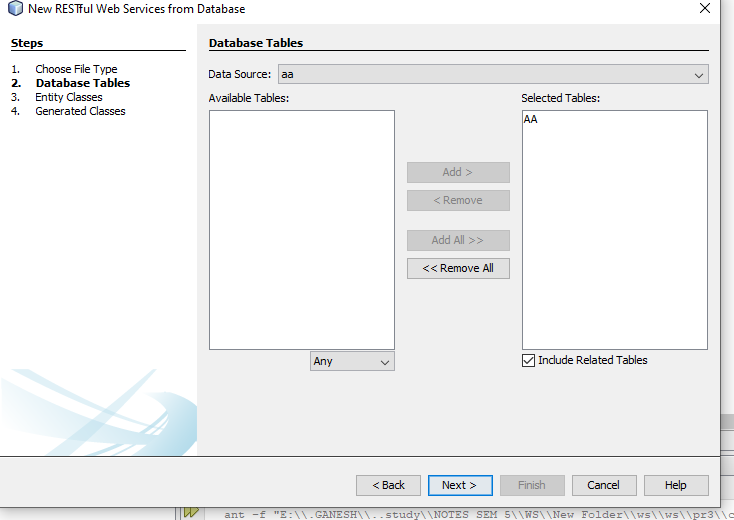 New RESTful Web Services from Database
Steps
1. Choose File Type
2. Database Tables
3. Entity Classes
4. Generated Classes
Database Tables
Data Source: aa
Available Tables:
Selected Tables:
AA
Add >
< Remove
Add All >>
<< Remove All
Any
Include Related Tables
< Back
Next >
Finish
Cancel
Help
ant -f "E:\\.GANESH\\..study\\NOTES SEM 5\\WS\\New Folder\\ws\\ws\\pr3\\c